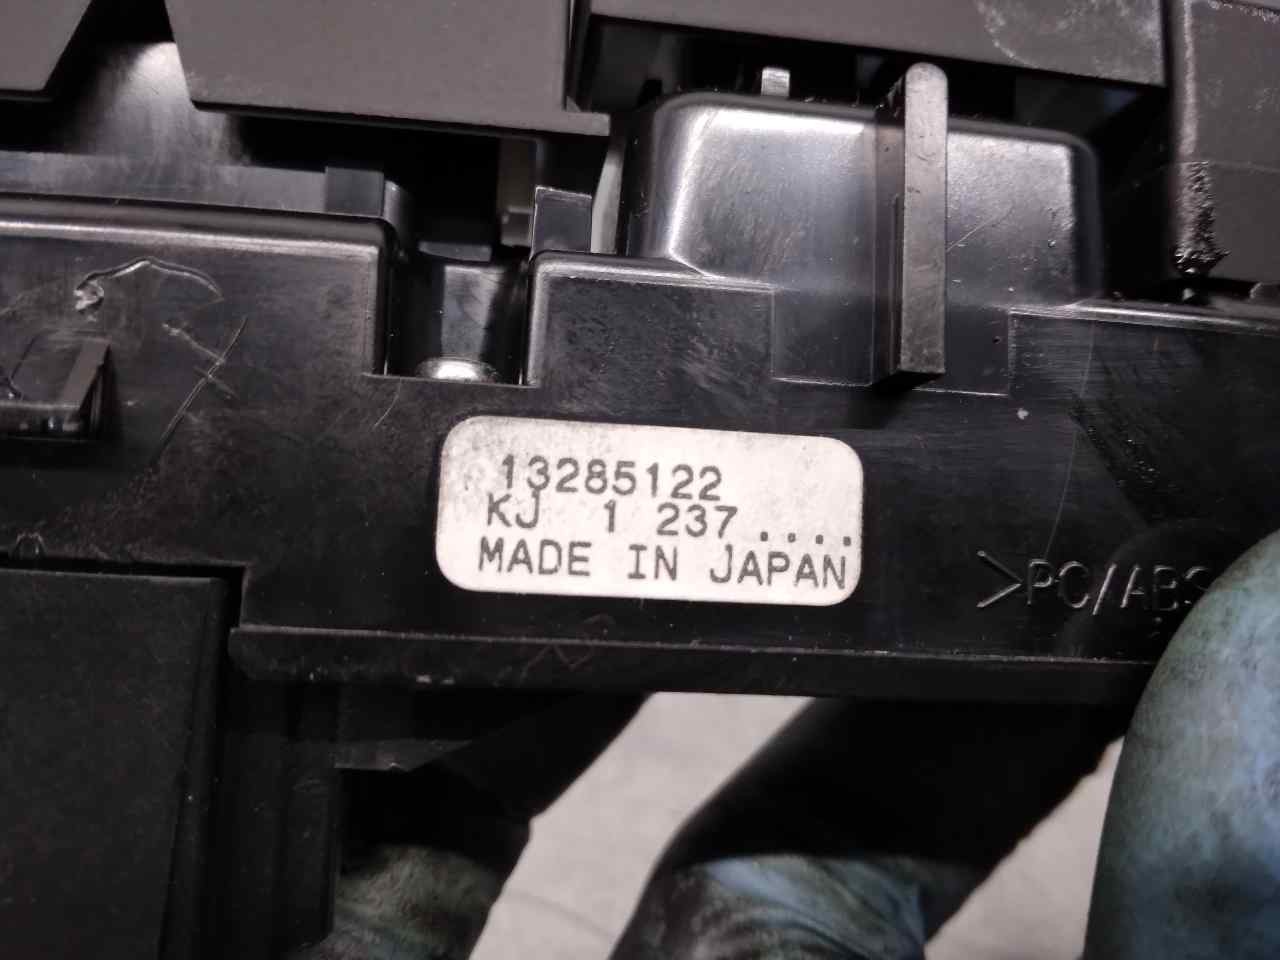 13285122
KJ 1 237 ....
MADE IN JAPAN
>PC/ABS